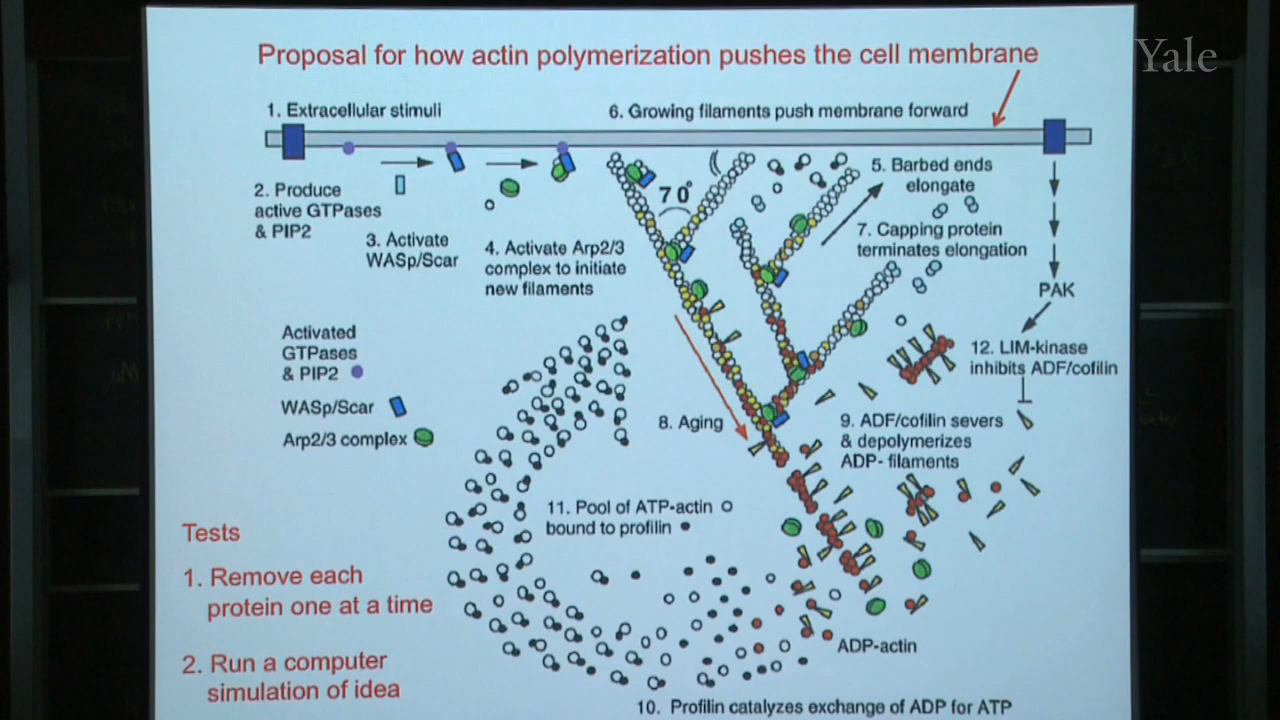 Proposal for how actin polymerization pushes the cell membrane
Yale
1. Extracellular stimuli
6. Growing filaments push membrane forward
2. Produce
active GTPases
& PIP2
3. Activate
WASp/Scar
4. Activate Arp2/3
complex to initiate
new filaments
70°
5. Barbed ends
elongate
7. Capping protein
terminates elongation
PAK
12. LIM-kinase
inhibits ADF/cofilin
Activated
GTPases
& PIP2
WASp/Scar
Arp2/3 complex
8. Aging
9. ADF/cofilin severs
& depolymerizes
ADP- filaments
11. Pool of ATP-actin
bound to profilin
Tests
1. Remove each
protein one at a time
2. Run a computer
simulation of idea
ADP-actin
10. Profilin catalyzes exchange of ADP for ATP